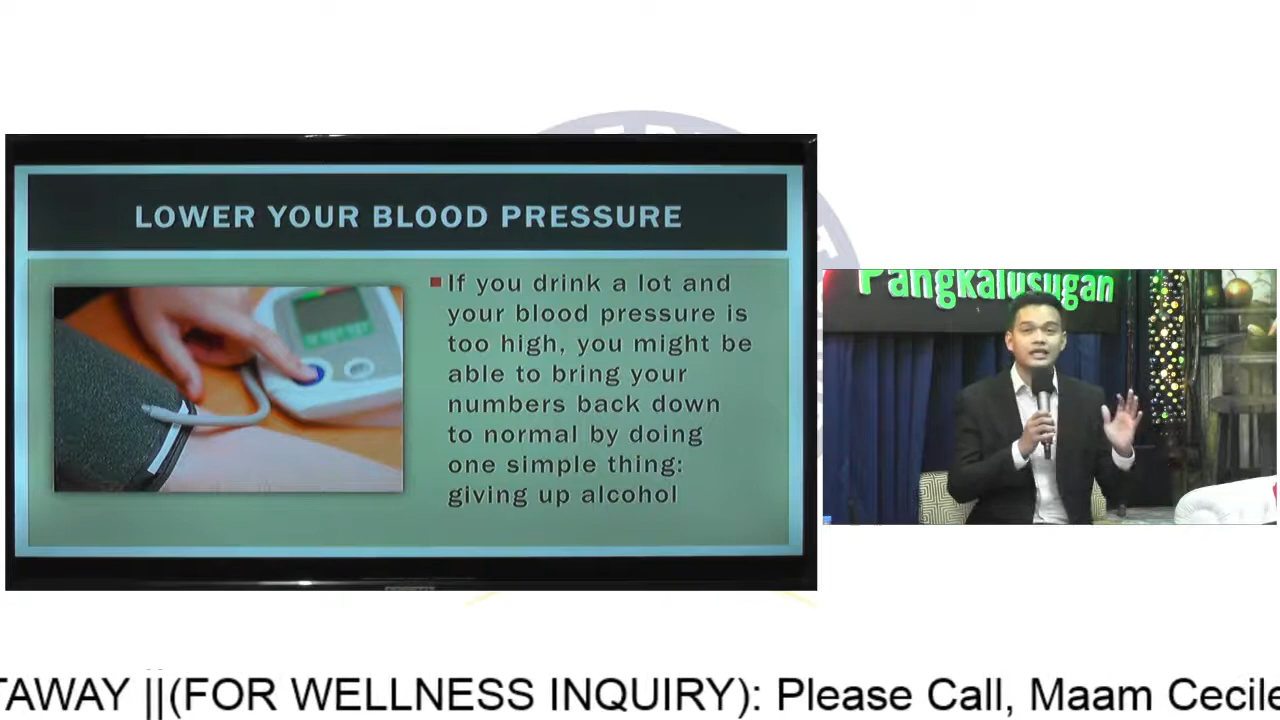 LOWER YOUR BLOOD PRESSURE
If you drink a lot and
your blood pressure is
too high, you might be
able to bring your
numbers back down
to normal by doing
one simple thing:
giving up alcohol
Pangkalusugan
TAWAY ||(FOR WELLNESS INQUIRY): Please Call, Maam Cecile